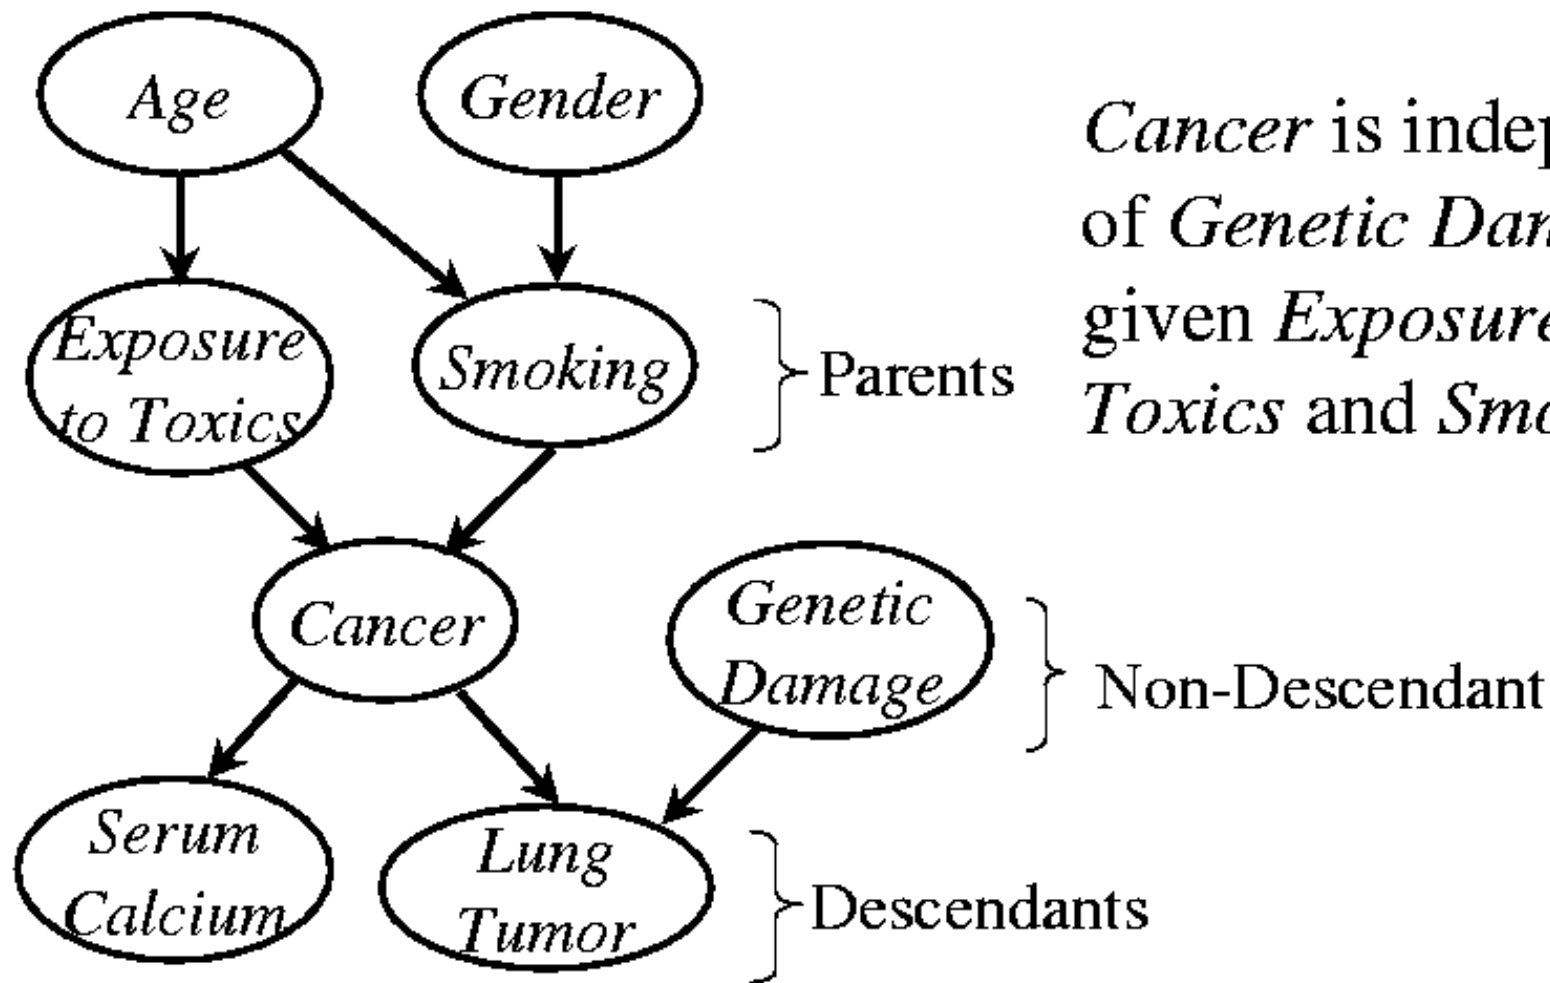 Age
Gender
Exposure
to Toxics
Smoking
Parents
Cancer is
of Genetic
given Exposure
Toxics and
Cancer
Genetic
Damage
Non-Descendant
Serum
Calcium
Lung
Tumor
Descendants